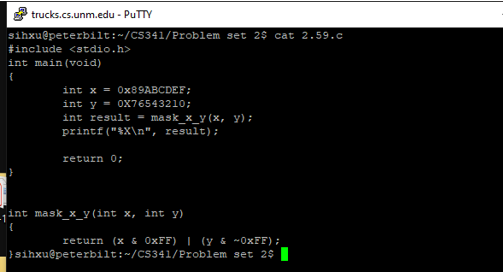 trucks.cs.unm.edu - PuTTY
sihxu@peterbilt:~/CS341/Problem set 2$ cat 2.59.c
#include <stdio.h>
int main(void)
{
        int x = 0x89ABCDEF;
        int y = 0X76543210;
        int result = mask_x_y(x, y);
        printf("%X\n", result);

        return 0;
}

int mask_x_y(int x, int y)
{
        return (x & 0xFF) | (y & ~0xFF);
}sihxu@peterbilt:~/CS341/Problem set 2$